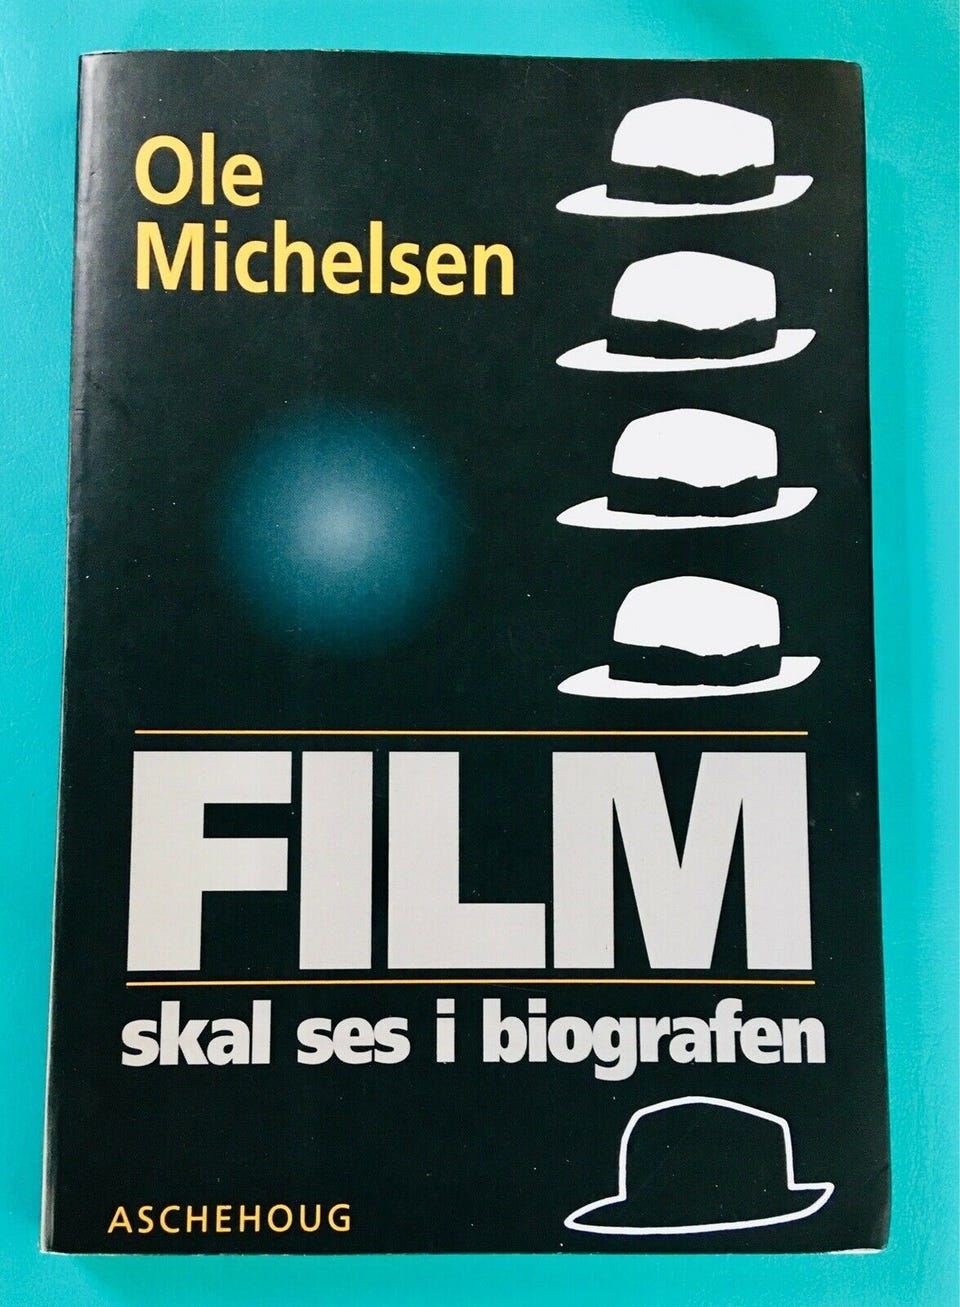 Ole
Michelsen
FILM
skal ses i biografen
ASCHEHOUG